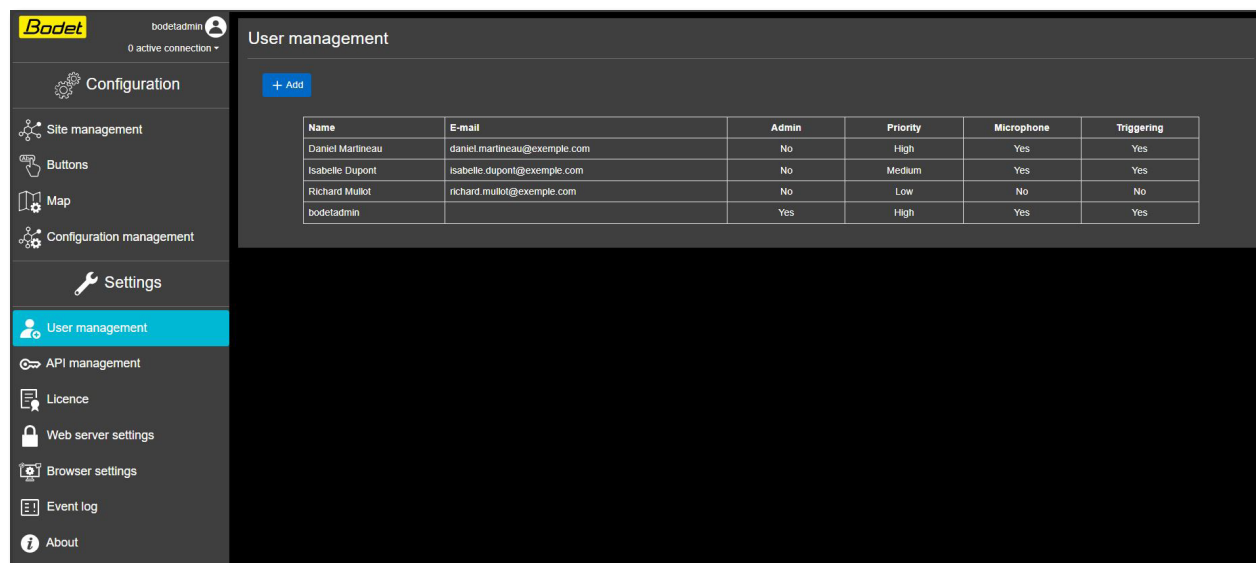 Bodet
bodetadmin
0 active connection
Configuration
Site management
Buttons
Map
Configuration management
Settings
User management
API management
Licence
Web server settings
Browser settings
Event log
About
User management
+ Add
Name E-mail Admin Priority Microphone Triggering
Daniel Martineau daniel.martineau@exemple.com No High Yes Yes
Isabelle Dupont isabelle.dupont@exemple.com No Medium Yes Yes
Richard Mullot richard.mullot@exemple.com No Low No No
bodetadmin Yes High Yes Yes